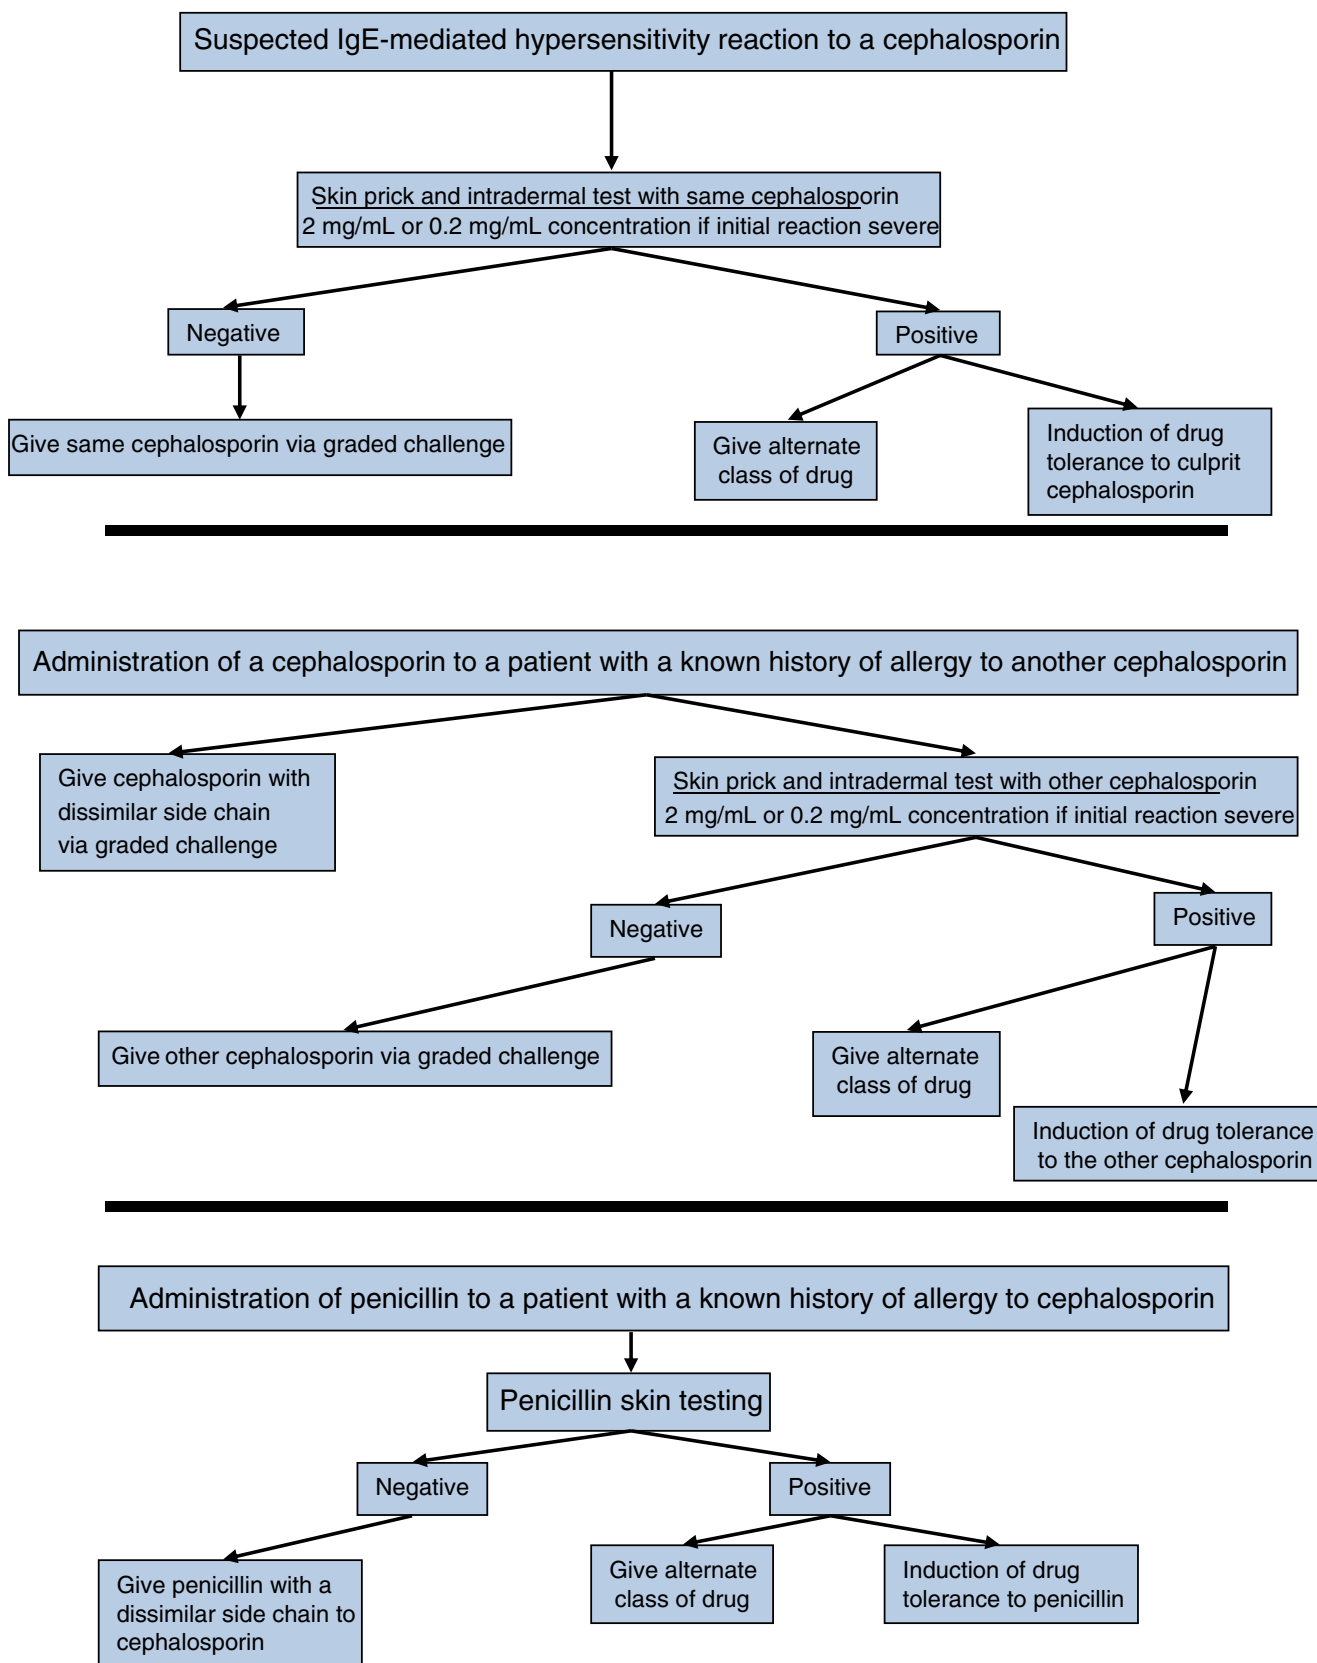 Suspected IgE-mediated hypersensitivity reaction to a cephalosporin
Skin prick and intradermal test with same cephalosporin
2 mg/mL or 0.2 mg/mL concentration if initial reaction severe
Negative
Positive
Give same cephalosporin via graded challenge
Give alternate
class of drug
Induction of drug
tolerance to culprit
cephalosporin
Administration of a cephalosporin to a patient with a known history of allergy to another cephalosporin
Give cephalosporin with
dissimilar side chain
via graded challenge
Skin prick and intradermal test with other cephalosporin
2 mg/mL or 0.2 mg/mL concentration if initial reaction severe
Negative
Positive
Give other cephalosporin via graded challenge
Give alternate
class of drug
Induction of drug tolerance
to the other cephalosporin
Administration of penicillin to a patient with a known history of allergy to cephalosporin
Penicillin skin testing
Negative
Positive
Give penicillin with a
dissimilar side chain to
cephalosporin
Give alternate
class of drug
Induction of drug
tolerance to penicillin